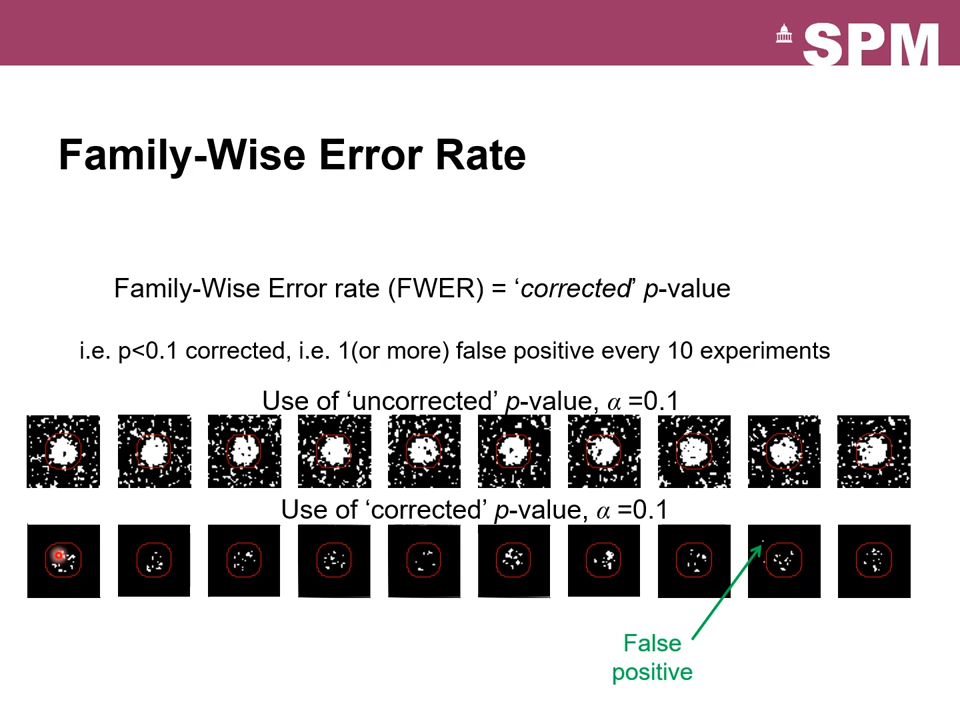 SPM
Family-Wise Error Rate
Family-Wise Error rate (FWER) = ‘corrected’ p-value
i.e. p<0.1 corrected, i.e. 1(or more) false positive every 10 experiments
Use of ‘uncorrected’ p-value, α =0.1
Use of ‘corrected’ p-value, α =0.1
False
positive